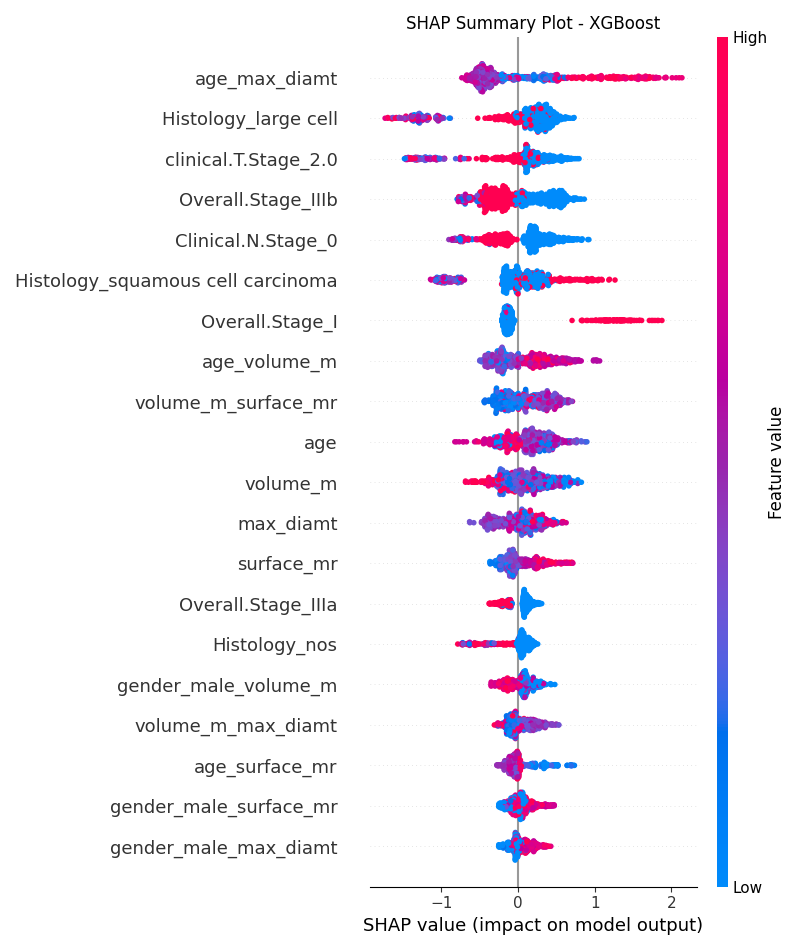 SHAP Summary Plot - XGBoost
High
age_max_diamt
Histology_large cell
clinical.T.Stage_2.0
Overall.Stage_IIIb
Clinical.N.Stage_0
Histology_squamous cell carcinoma
Overall.Stage_I
age_volume_m
volume_m_surface_mr
age
volume_m
max_diamt
surface_mr
Overall.Stage_IIIa
Histology_nos
gender_male_volume_m
volume_m_max_diamt
age_surface_mr
gender_male_surface_mr
gender_male_max_diamt
Feature value
Low
−1 0 1 2
SHAP value (impact on model output)